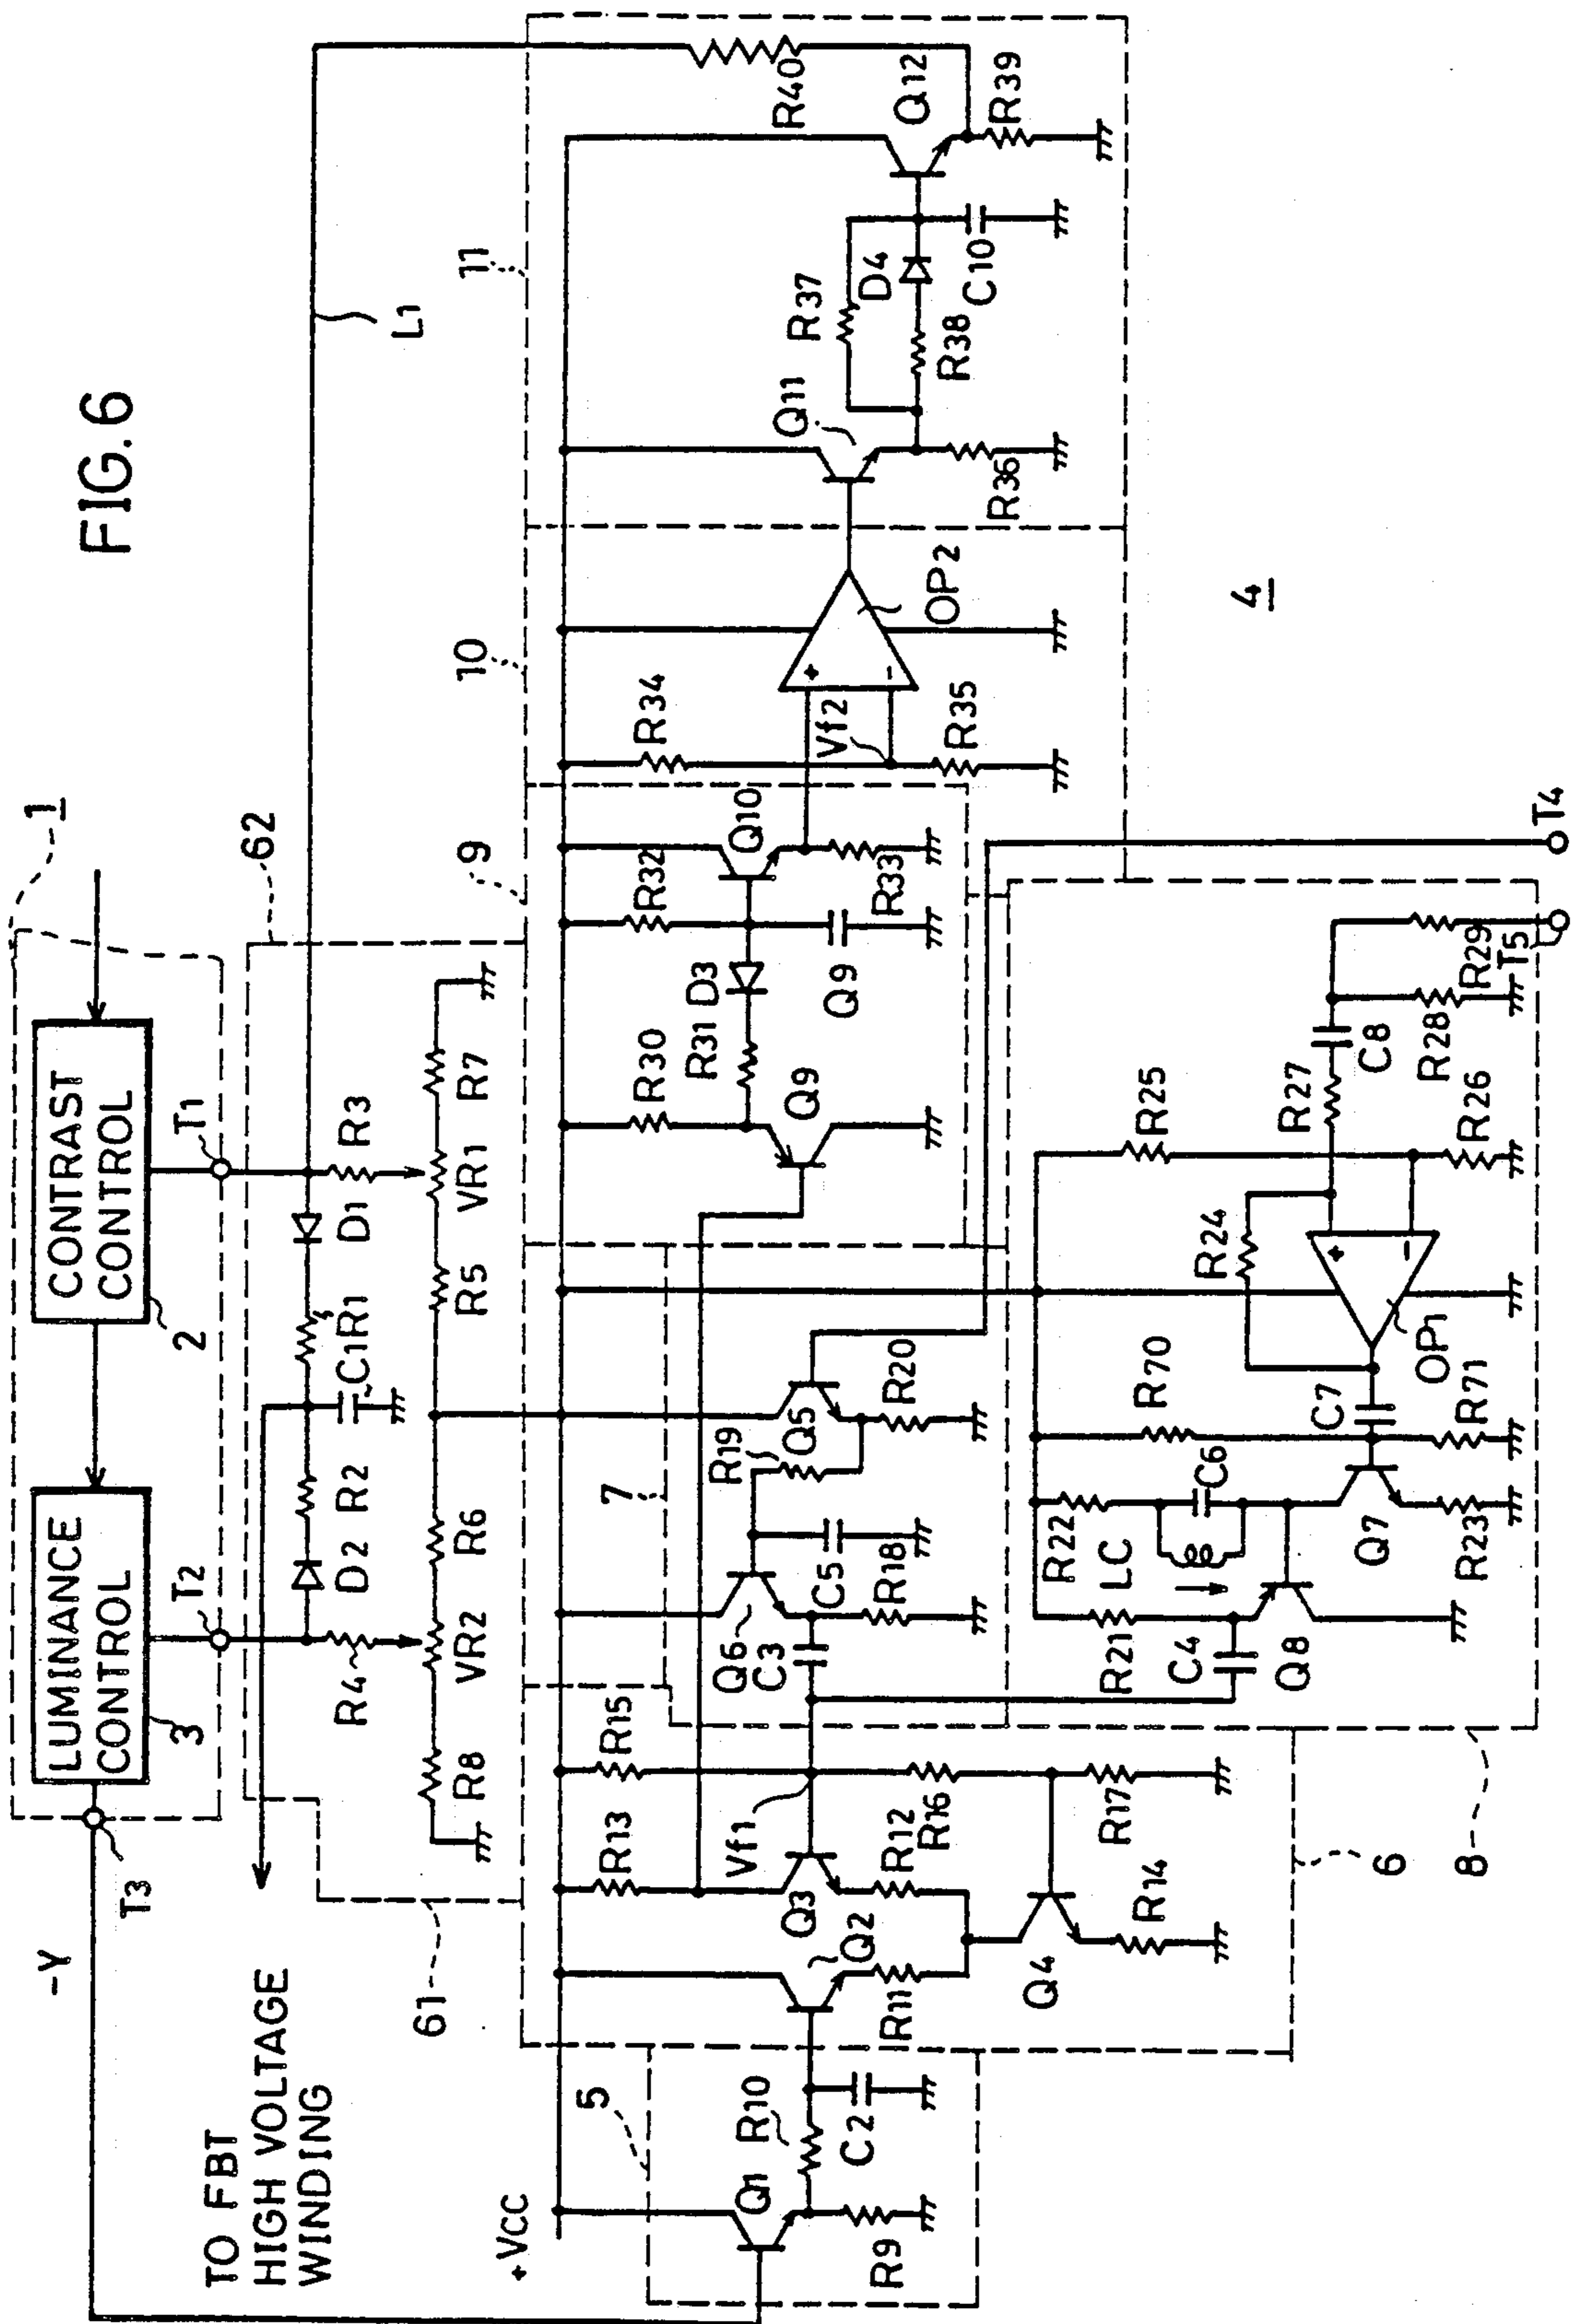 FIG. 6
1
CONTRAST
CONTROL
2
LUMINANCE
CONTROL
3
T1
T2
T3
-Y
TO FBT
HIGH VOLTAGE
WINDING
61
62
D1
R1
C1
R2
D2
R3
R4
R5
R6
R7
R8
VR1
VR2
L1
+VCC
5
Q1
R9
R10
C2
6
Q2
Q3
Q4
R11
R12
R13
R14
R15
R16
R17
Vf1
7
Q5
Q6
R18
R19
R20
C3
C5
8
C4
R21
Q8
LC
R22
C6
Q7
R23
R70
R71
C7
OP1
+
-
R24
R25
R26
R27
C8
R28
R29
T5
T4
9
Q9
R30
R31
D3
R32
Q9
Q10
R33
10
R34
R35
Vf2
+
-
OP2
11
Q11
R36
R37
R38
D4
C10
Q12
R39
R40
4